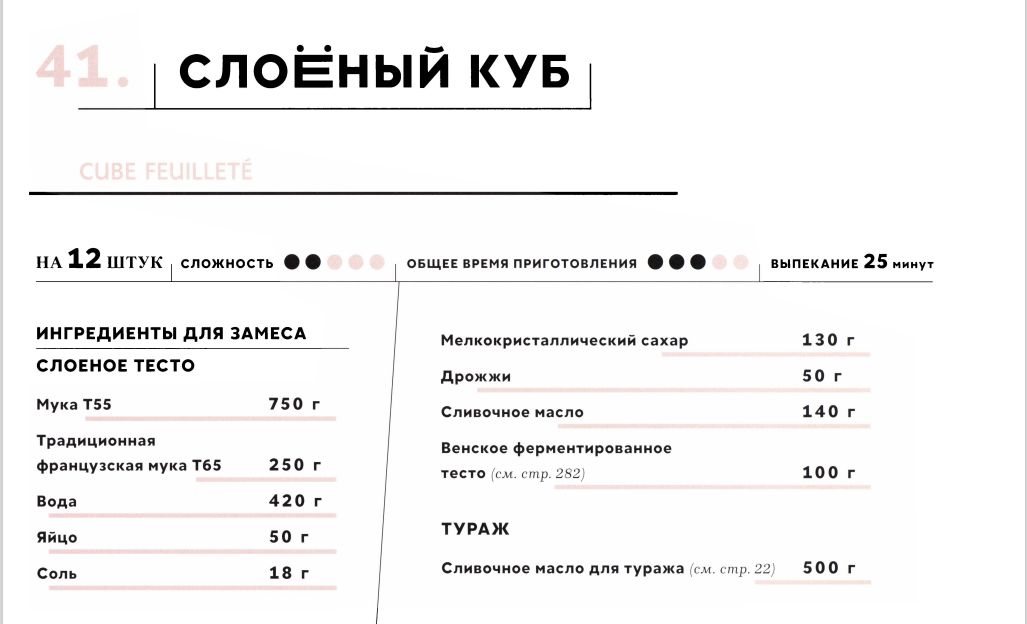 41. СЛОЁНЫЙ КУБ
CUBE FEUILLETÉ
НА 12 ШТУК СЛОЖНОСТЬ ОБЩЕЕ ВРЕМЯ ПРИГОТОВЛЕНИЯ ВЫПЕКАНИЕ 25 минут
ИНГРЕДИЕНТЫ ДЛЯ ЗАМЕСА
СЛОЕНОЕ ТЕСТО
Мука Т55 750 г
Традиционная
французская мука Т65 250 г
Вода 420 г
Яйцо 50 г
Соль 18 г
Мелкокристаллический сахар 130 г
Дрожжи 50 г
Сливочное масло 140 г
Венское ферментированное
тесто (см. стр. 282) 100 г
ТУРАЖ
Сливочное масло для туража (см. стр. 22) 500 г